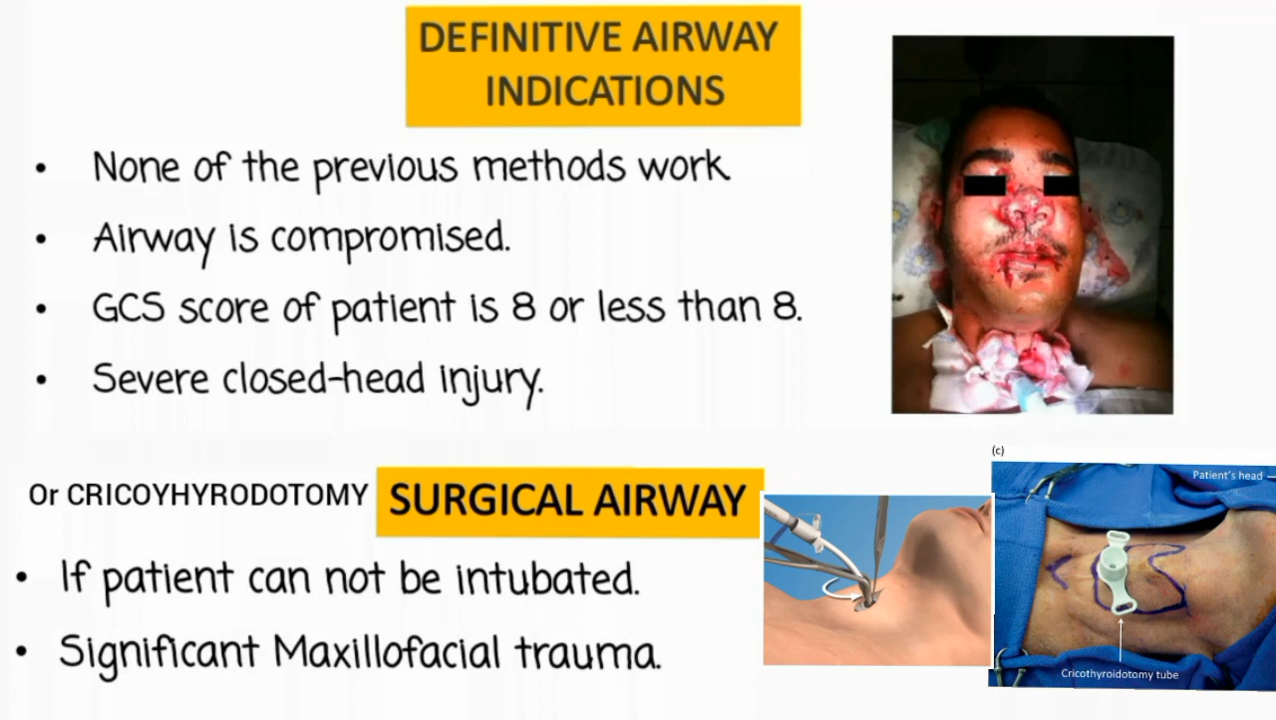 DEFINITIVE AIRWAY
INDICATIONS
• None of the previous methods work.
• Airway is compromised.
• GCS score of patient is 8 or less than 8.
• Severe closed-head injury.
Or CRICOYHYRODOTOMY SURGICAL AIRWAY
• If patient can not be intubated.
• Significant Maxillofacial trauma.
(c)
Patient's head
Cricothyroidotomy tube